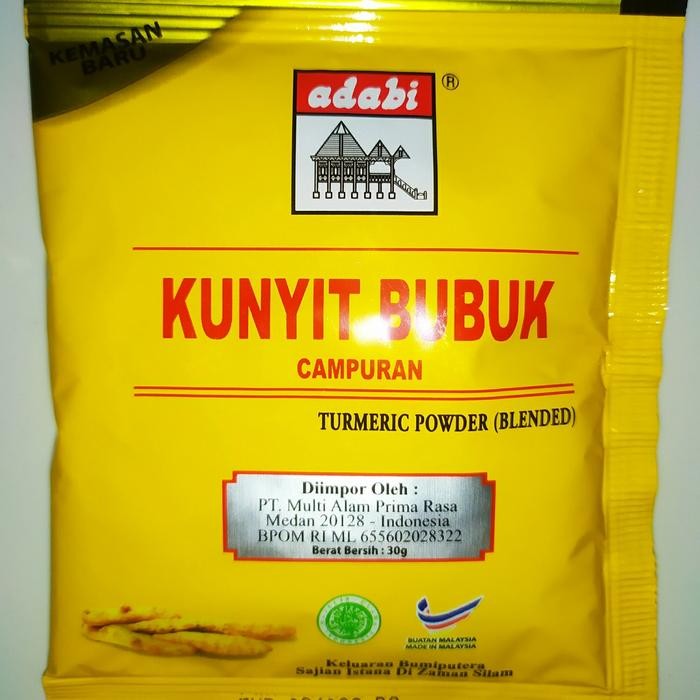 KEMASAN
BARU
adabi ®
KUNYIT BUBUK
CAMPURAN
TURMERIC POWDER (BLENDED)
Diimpor Oleh :
PT. Multi Alam Prima Rasa
Medan 20128 - Indonesia
BPOM RI ML 655602028322
Berat Bersih : 30g
BUATAN MALAYSIA
MADE IN MALAYSIA
Keluaran Bumiputera
Sajian Istana Di Zaman Silam